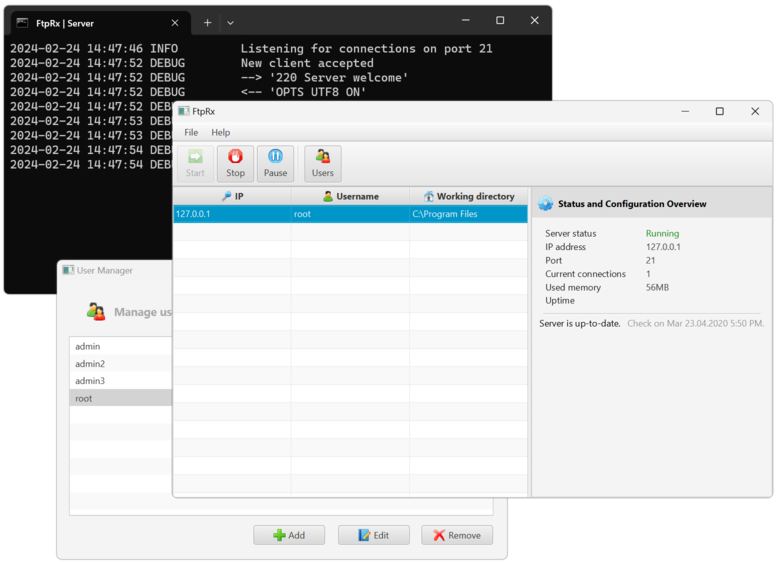 FtpRx | Server
2024-02-24 14:47:46 INFO Listening for connections on port 21
2024-02-24 14:47:52 DEBUG New client accepted
2024-02-24 14:47:52 DEBUG --> '220 Server welcome'
2024-02-24 14:47:52 DEBUG <-- 'OPTS UTF8 ON'
2024-02-24 14:47:52 DEB
2024-02-24 14:47:53 DEB
2024-02-24 14:47:53 DEB
2024-02-24 14:47:54 DEB
2024-02-24 14:47:54 DEB
FtpRx
File Help
Start Stop Pause Users
IP Username Working directory
127.0.0.1 root C:\Program Files
Status and Configuration Overview
Server status Running
IP address 127.0.0.1
Port 21
Current connections 1
Used memory 56MB
Uptime
Server is up-to-date. Check on Mar 23.04.2020 5:50 PM.
User Manager
Manage us
admin
admin2
admin3
root
Add Edit Remove